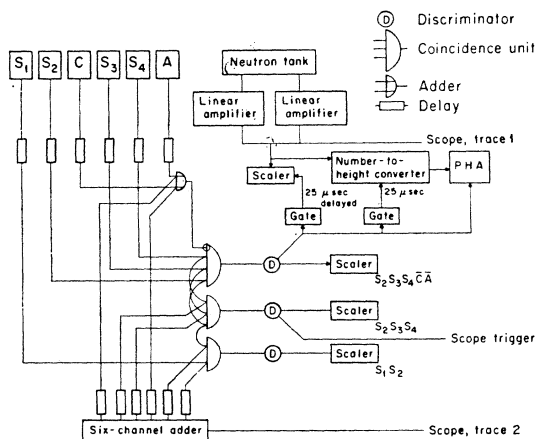 D Discriminator
Coincidence unit
Adder
Delay
S1 S2 C S3 S4 A
Neutron tank
Linear amplifier
Linear amplifier
Scope, trace 1
Scaler
Number-to-height converter
PHA
25 μsec delayed
25 μsec
Gate
Gate
D
Scaler
S2S3S4C̅A̅
D
Scaler
S2S3S4
Scope trigger
D
Scaler
S1S2
Six-channel adder
Scope, trace 2